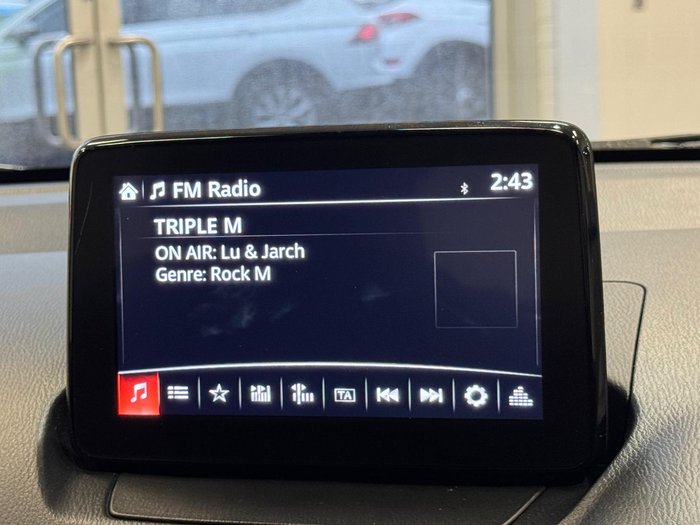 FM Radio
2:43
TRIPLE M
ON AIR: Lu & Jarch
Genre: Rock M
TA